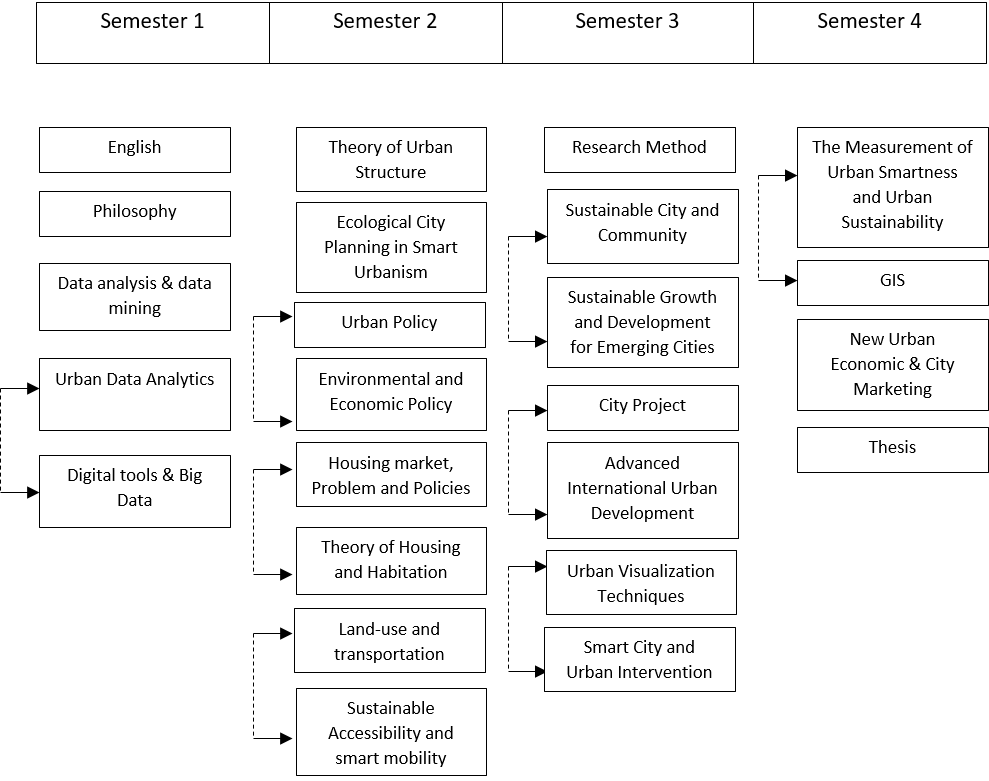 Semester 1
Semester 2
Semester 3
Semester 4
English
Philosophy
Data analysis & data
mining
Urban Data Analytics
Digital tools & Big
Data
Theory of Urban
Structure
Ecological City
Planning in Smart
Urbanism
Urban Policy
Environmental and
Economic Policy
Housing market,
Problem and Policies
Theory of Housing
and Habitation
Land-use and
transportation
Sustainable
Accessibility and
smart mobility
Research Method
Sustainable City and
Community
Sustainable Growth
and Development
for Emerging Cities
City Project
Advanced
International Urban
Development
Urban Visualization
Techniques
Smart City and
Urban Intervention
The Measurement of
Urban Smartness
and Urban
Sustainability
GIS
New Urban
Economic & City
Marketing
Thesis